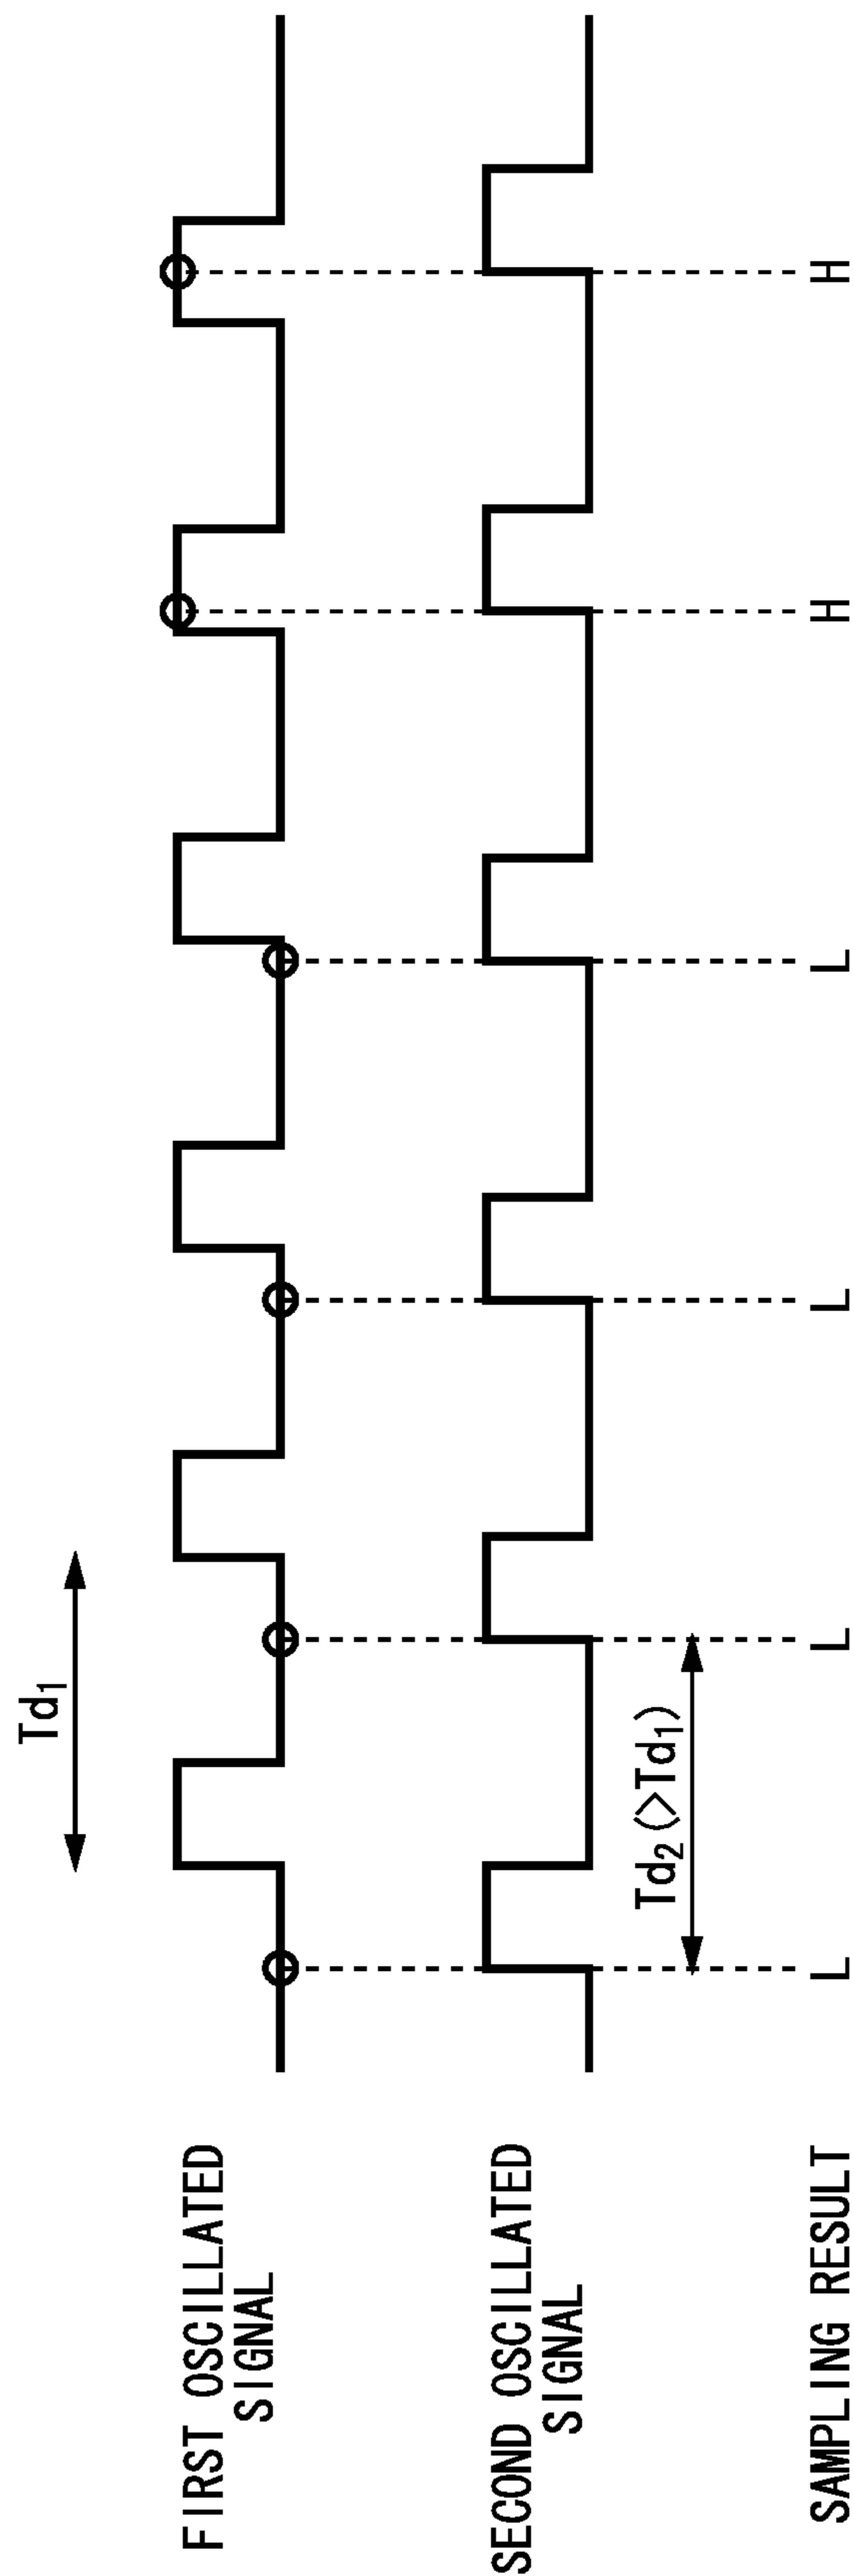 Td1
FIRST OSCILLATED
SIGNAL
SECOND OSCILLATED
SIGNAL
Td2(>Td1)
SAMPLING RESULT L L L L H H